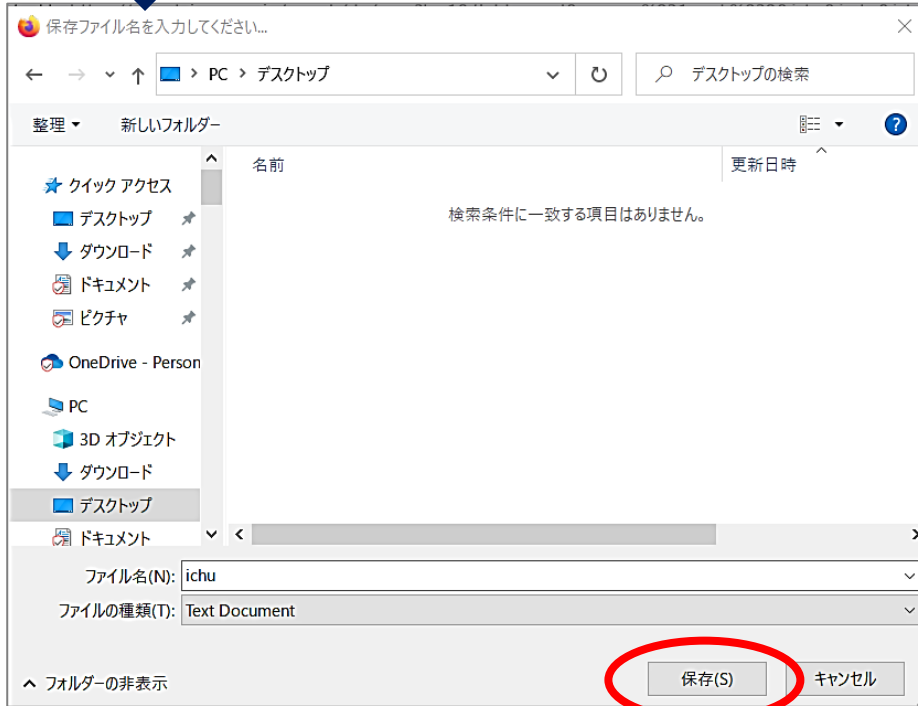 保存ファイル名を入力してください...
PC > デスクトップ
デスクトップの検索
整理 新しいフォルダー
名前 更新日時
検索条件に一致する項目はありません。
クイック アクセス
デスクトップ
ダウンロード
ドキュメント
ピクチャ
OneDrive - Person
PC
3D オブジェクト
ダウンロード
デスクトップ
ドキュメント
ファイル名(N): ichu
ファイルの種類(T): Text Document
フォルダーの非表示
保存(S) キャンセル